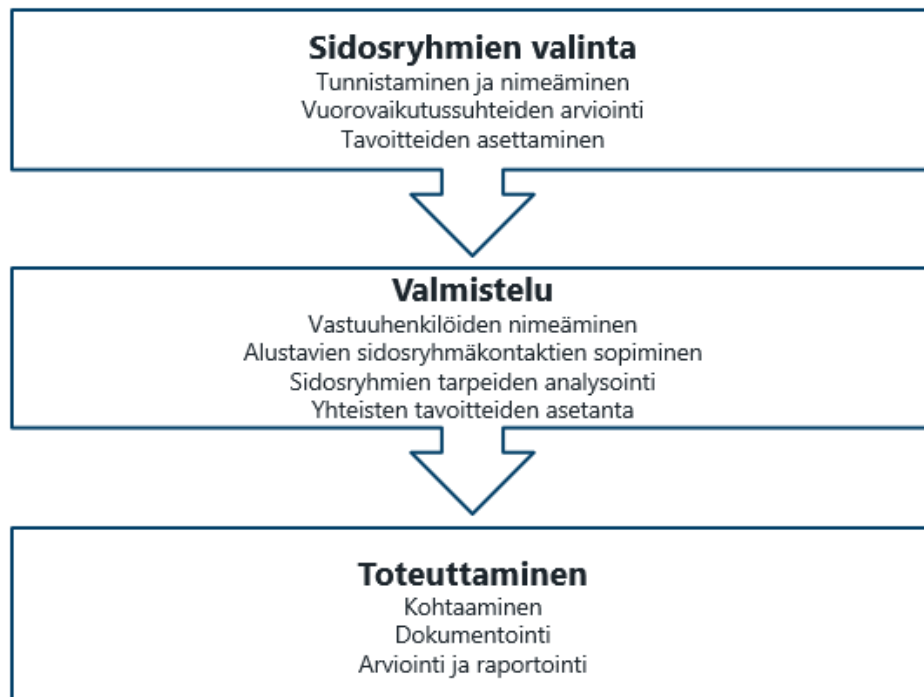 Sidosryhmien valinta
Tunnistaminen ja nimeäminen
Vuorovaikutussuhteiden arviointi
Tavoitteiden asettaminen
Valmistelu
Vastuuhenkilöiden nimeäminen
Alustavien sidosryhmäkontaktien sopiminen
Sidosryhmien tarpeiden analysointi
Yhteisten tavoitteiden asetanta
Toteuttaminen
Kohtaaminen
Dokumentointi
Arviointi ja raportointi